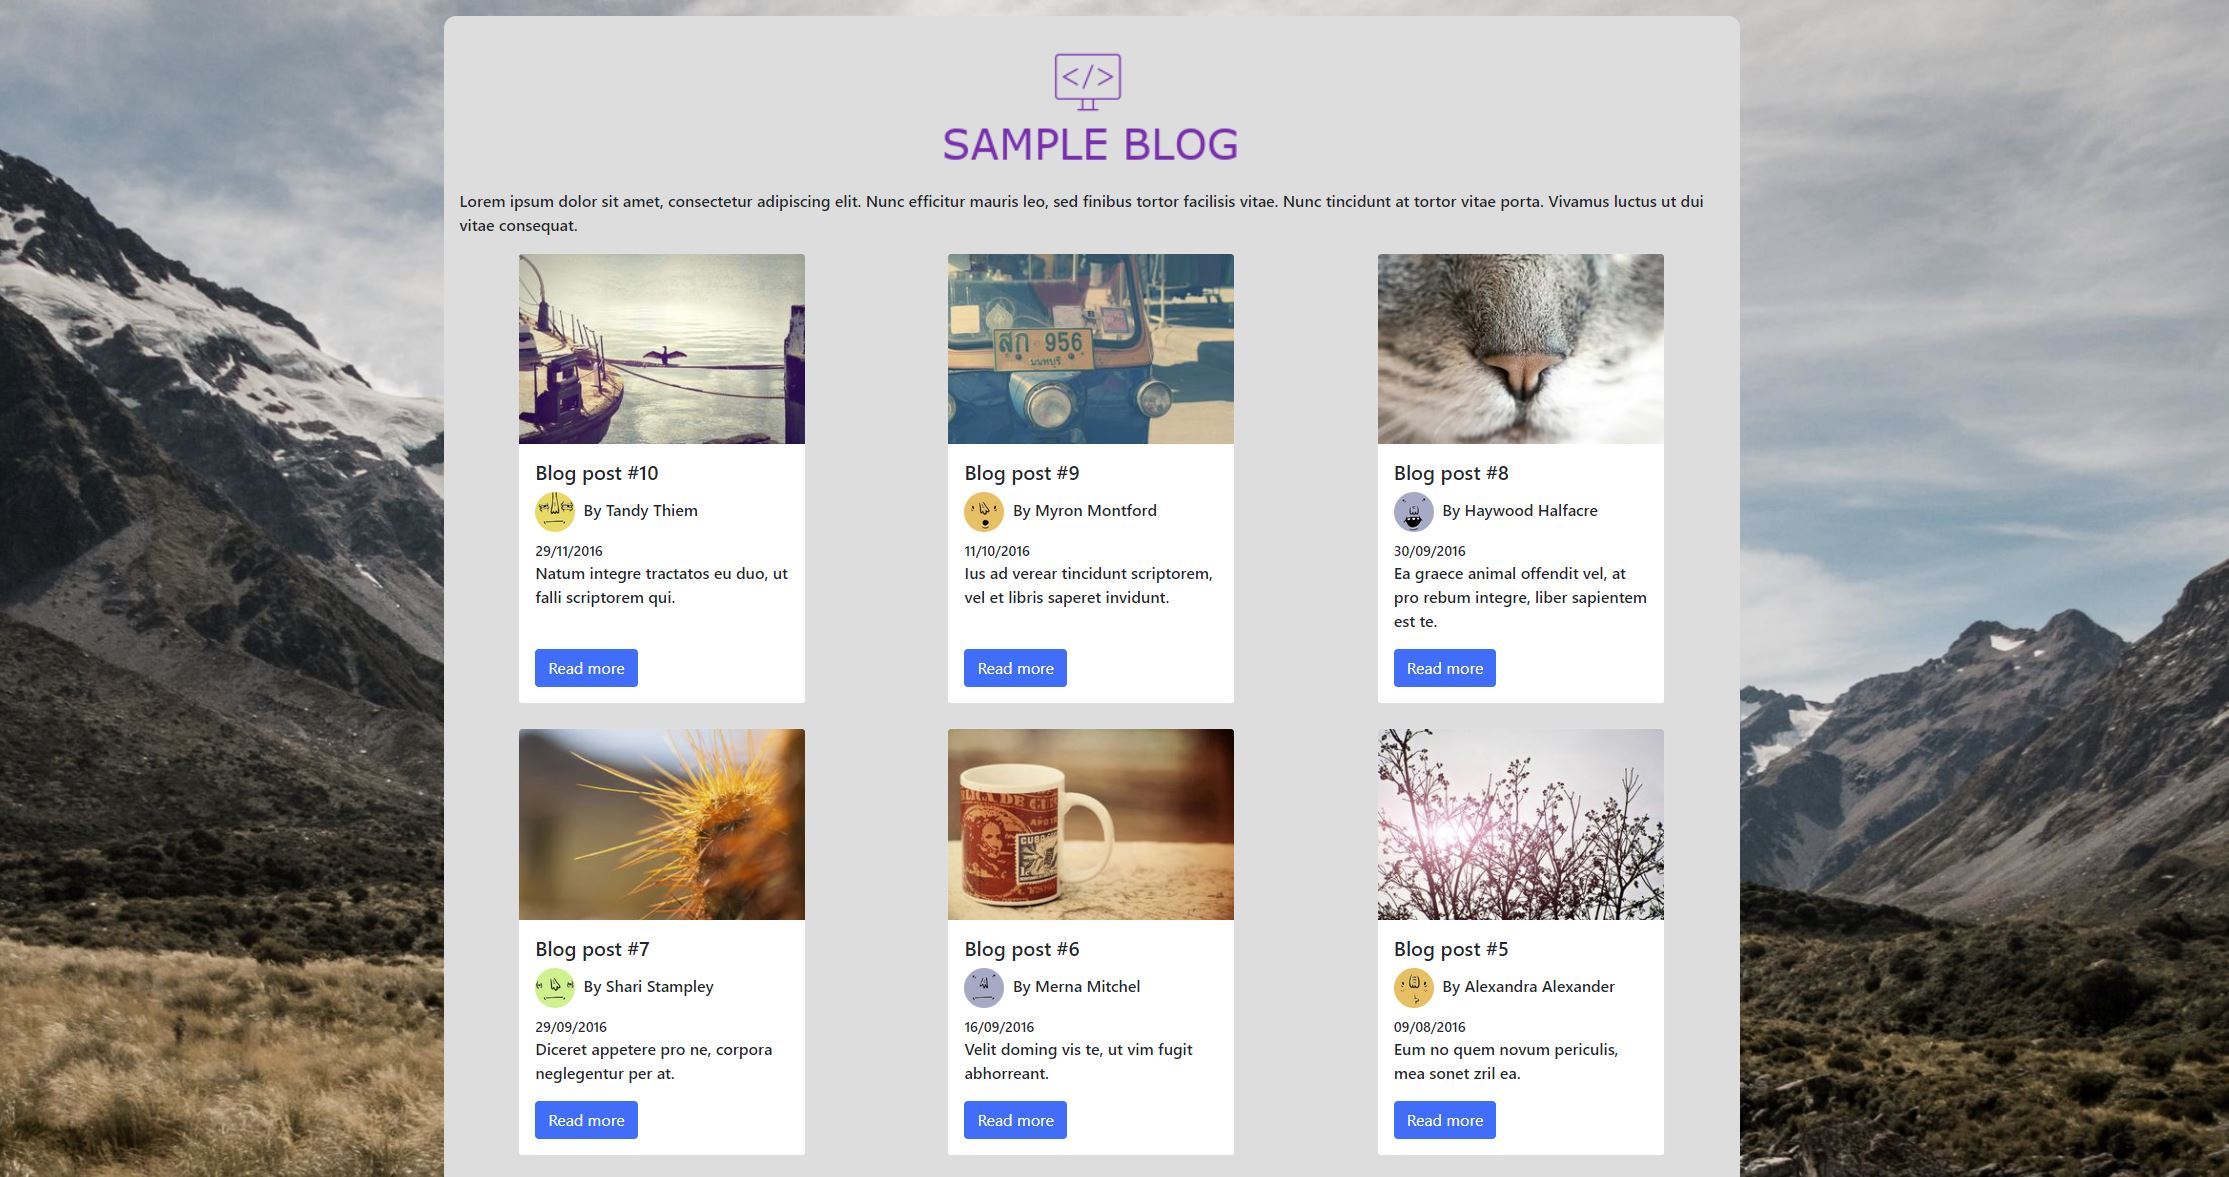 </>
SAMPLE BLOG
Lorem ipsum dolor sit amet, consectetur adipiscing elit. Nunc efficitur mauris leo, sed finibus tortor facilisis vitae. Nunc tincidunt at tortor vitae porta. Vivamus luctus ut dui
vitae consequat.
สกุ 956
นนทบุรี
Blog post #10
By Tandy Thiem
29/11/2016
Natum integre tractatos eu duo, ut
falli scriptorem qui.
Read more
Blog post #9
By Myron Montford
11/10/2016
Ius ad verear tincidunt scriptorem,
vel et libris saperet invidunt.
Read more
Blog post #8
By Haywood Halfacre
30/09/2016
Ea graece animal offendit vel, at
pro rebum integre, liber sapientem
est te.
Read more
Blog post #7
By Shari Stampley
29/09/2016
Diceret appetere pro ne, corpora
neglegentur per at.
Read more
Blog post #6
By Merna Mitchel
16/09/2016
Velit doming vis te, ut vim fugit
abhorreant.
Read more
Blog post #5
By Alexandra Alexander
09/08/2016
Eum no quem novum periculis,
mea sonet zril ea.
Read more